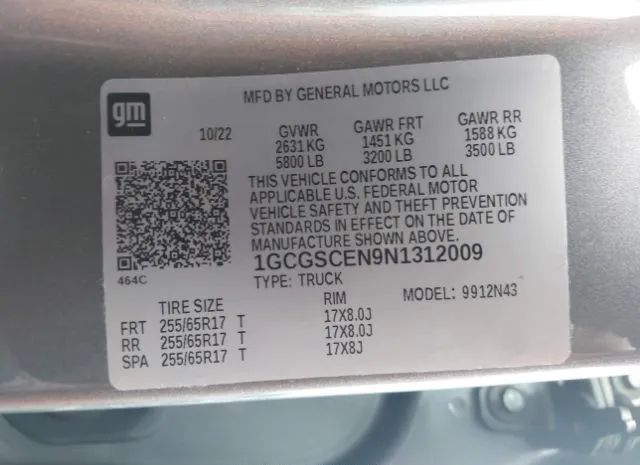 gm
MFD BY GENERAL MOTORS LLC
10/22 GVWR GAWR FRT GAWR RR
2631 KG 1451 KG 1588 KG
5800 LB 3200 LB 3500 LB
THIS VEHICLE CONFORMS TO ALL
APPLICABLE U.S. FEDERAL MOTOR
VEHICLE SAFETY AND THEFT PREVENTION
STANDARDS IN EFFECT ON THE DATE OF
MANUFACTURE SHOWN ABOVE.
464C
1GCGSCEN9N1312009
TYPE: TRUCK MODEL: 9912N43
TIRE SIZE RIM
FRT 255/65R17 T 17X8.0J
RR 255/65R17 T 17X8.0J
SPA 255/65R17 T 17X8J